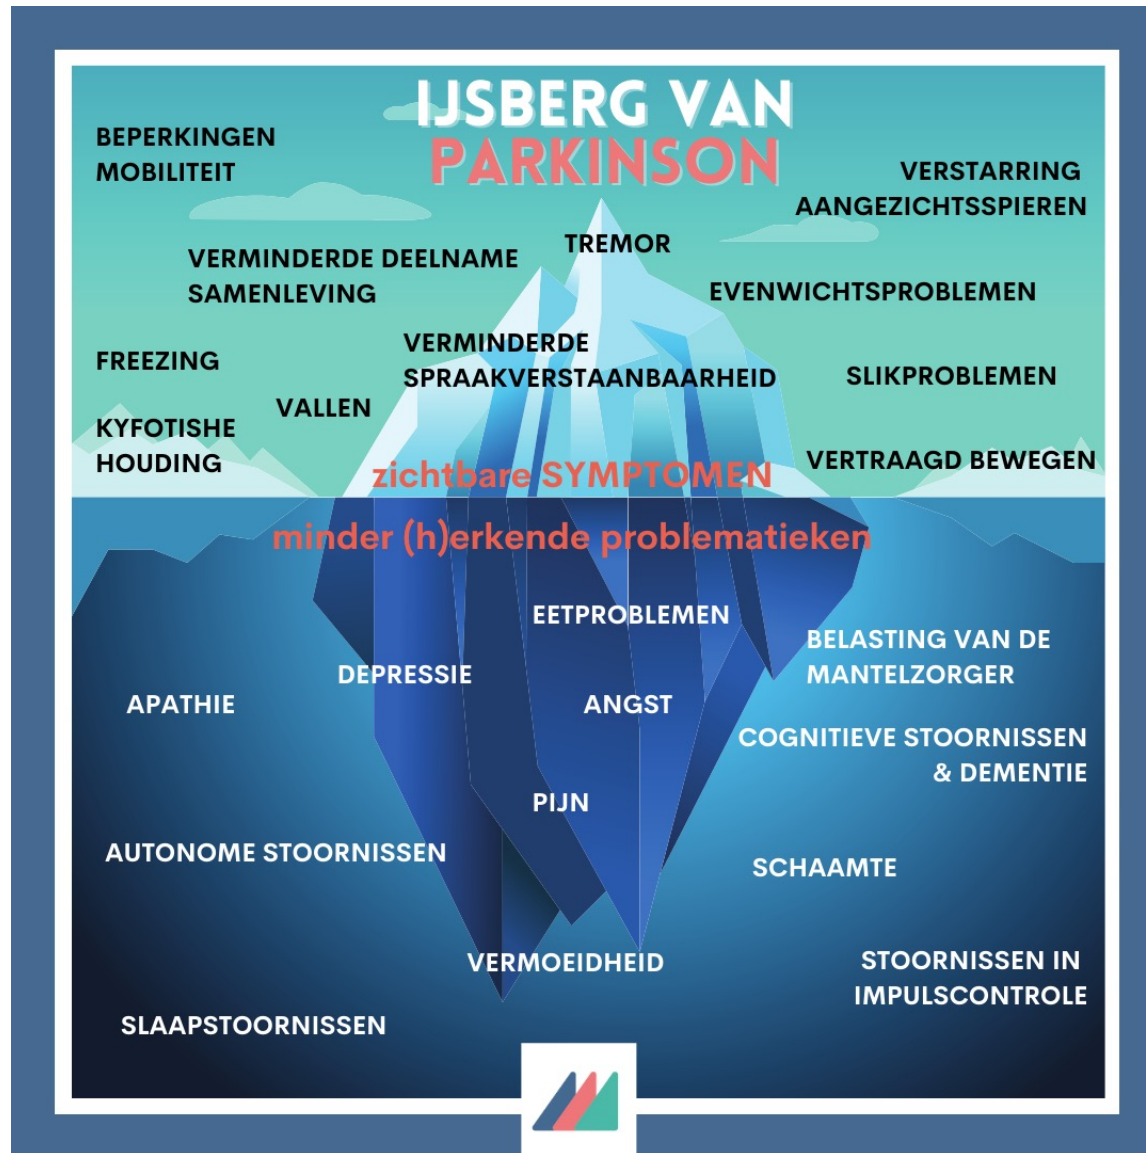 IJSBERG VAN
PARKINSON
BEPERKINGEN
MOBILITEIT
VERSTARRING
AANGEZICHTSSPIEREN
TREMOR
VERMINDERDE DEELNAME
SAMENLEVING
EVENWICHTSPROBLEMEN
VERMINDERDE
SPRAAKVERSTAANBAARHEID
FREEZING
SLIKPROBLEMEN
VALLEN
KYFOTISHE
HOUDING
VERTRAAGD BEWEGEN
zichtbare SYMPTOMEN
minder (h)erkende problematieken
EETPROBLEMEN
BELASTING VAN DE
MANTELZORGER
DEPRESSIE
APATHIE
ANGST
COGNITIEVE STOORNISSEN
& DEMENTIE
PIJN
AUTONOME STOORNISSEN
SCHAAMTE
VERMOEIDHEID
STOORNISSEN IN
IMPULSCONTROLE
SLAAPSTOORNISSEN